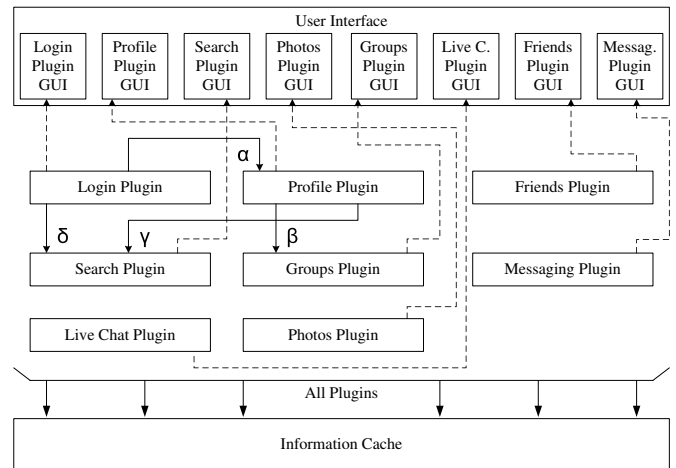 User Interface
Login Plugin GUI
Profile Plugin GUI
Search Plugin GUI
Photos Plugin GUI
Groups Plugin GUI
Live C. Plugin GUI
Friends Plugin GUI
Messag. Plugin GUI
α
Login Plugin
Profile Plugin
Friends Plugin
δ
γ
β
Search Plugin
Groups Plugin
Messaging Plugin
Live Chat Plugin
Photos Plugin
All Plugins
Information Cache